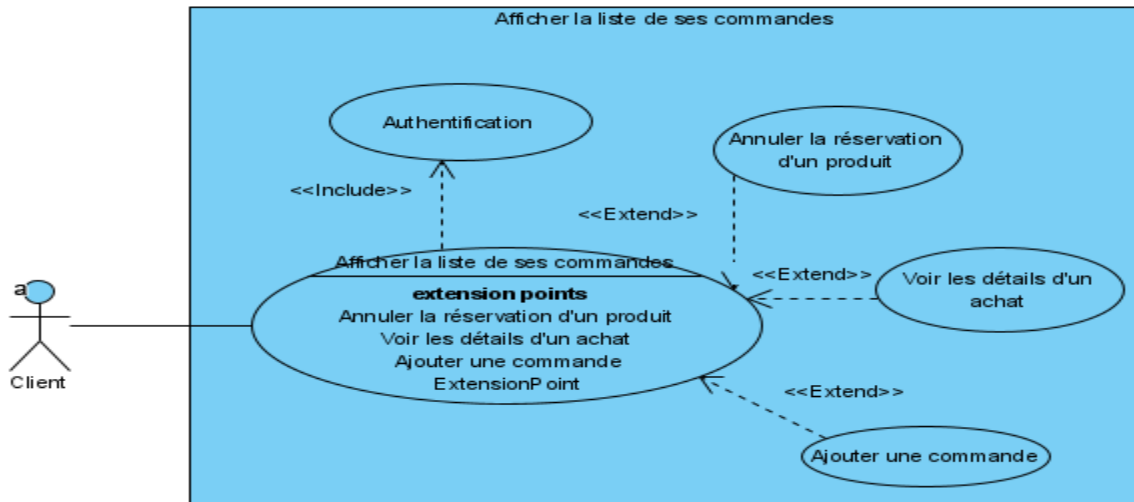 Afficher la liste de ses commandes
Authentification
Annuler la réservation
d'un produit
<<Include>>
<<Extend>>
Afficher la liste de ses commandes
<<Extend>>
Voir les détails d'un
achat
extension points
Annuler la réservation d'un produit
Voir les détails d'un achat
Ajouter une commande
ExtensionPoint
a
Client
<<Extend>>
Ajouter une commande